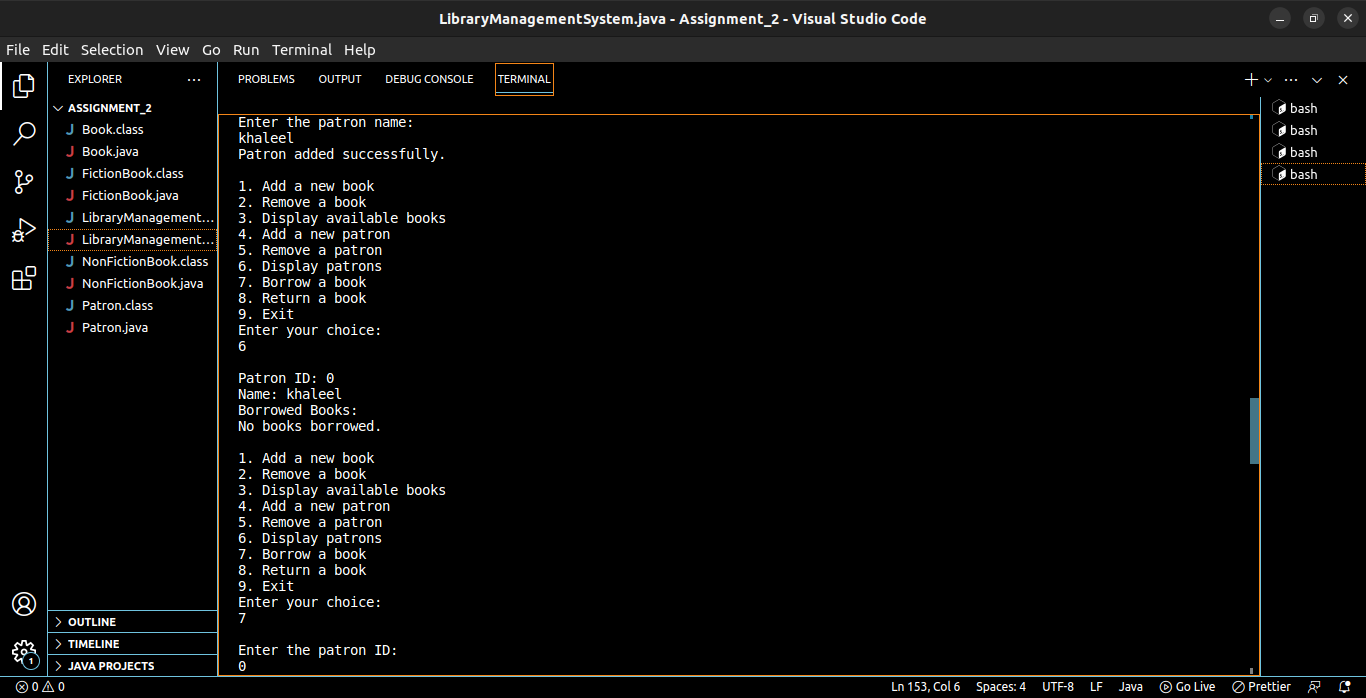 LibraryManagementSystem.java - Assignment_2 - Visual Studio Code
File Edit Selection View Go Run Terminal Help
EXPLORER
ASSIGNMENT_2
Book.class
Book.java
FictionBook.class
FictionBook.java
LibraryManagement...
LibraryManagement...
NonFictionBook.class
NonFictionBook.java
Patron.class
Patron.java
OUTLINE
TIMELINE
JAVA PROJECTS
1
PROBLEMS OUTPUT DEBUG CONSOLE TERMINAL
Enter the patron name:
khaleel
Patron added successfully.
1. Add a new book
2. Remove a book
3. Display available books
4. Add a new patron
5. Remove a patron
6. Display patrons
7. Borrow a book
8. Return a book
9. Exit
Enter your choice:
6
Patron ID: 0
Name: khaleel
Borrowed Books:
No books borrowed.
1. Add a new book
2. Remove a book
3. Display available books
4. Add a new patron
5. Remove a patron
6. Display patrons
7. Borrow a book
8. Return a book
9. Exit
Enter your choice:
7
Enter the patron ID:
0
bash
bash
bash
bash
0 0 Ln 153, Col 6 Spaces: 4 UTF-8 LF Java Go Live Prettier